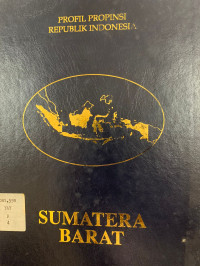 PROFIL PROPINSI
REPUBLIK INDONESIA
SUMATERA
BARAT